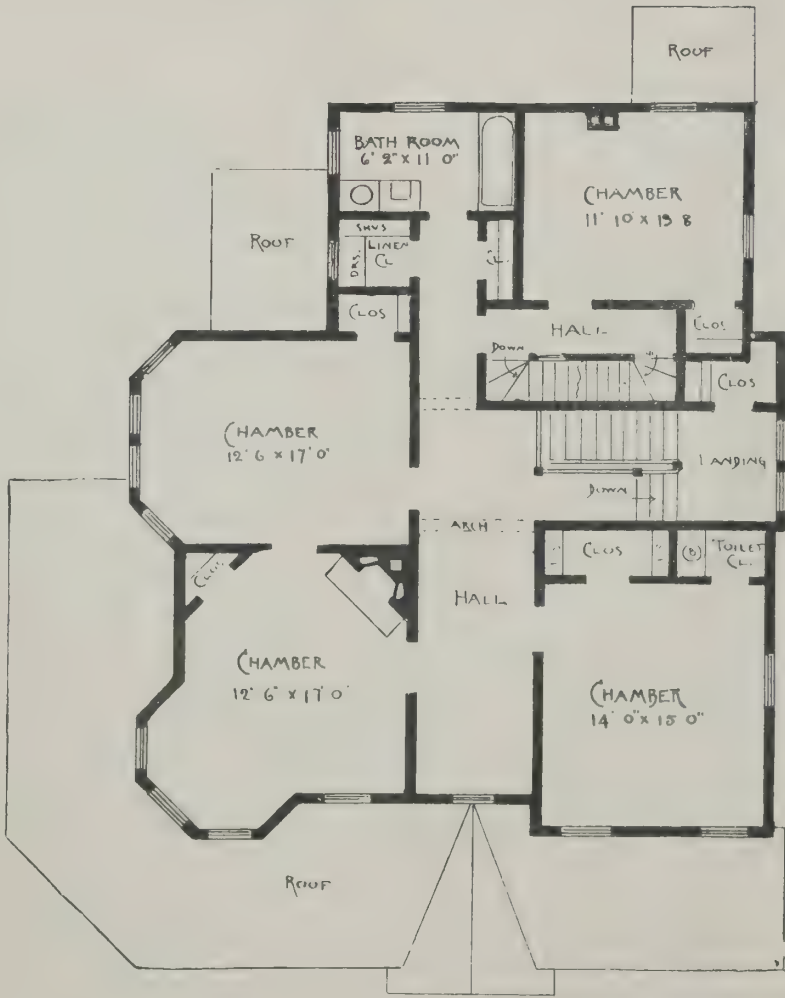 ROOF
BATH ROOM
6' 2" X 11' 0"
CHAMBER
11' 10 X 13 8
ROOF
SHVS
LINEN
CL
DRS.
CL.
CLOS
HALL
CLOS
DOWN
CLOS
CHAMBER
12' 6 X 17' 0"
LANDING
DOWN
ARCH
CLOS
(B)
TOILET
CL.
CLOS
HALL
CHAMBER
12' 6" X 17' 0
CHAMBER
14' 0" X 15' 0"
ROOF